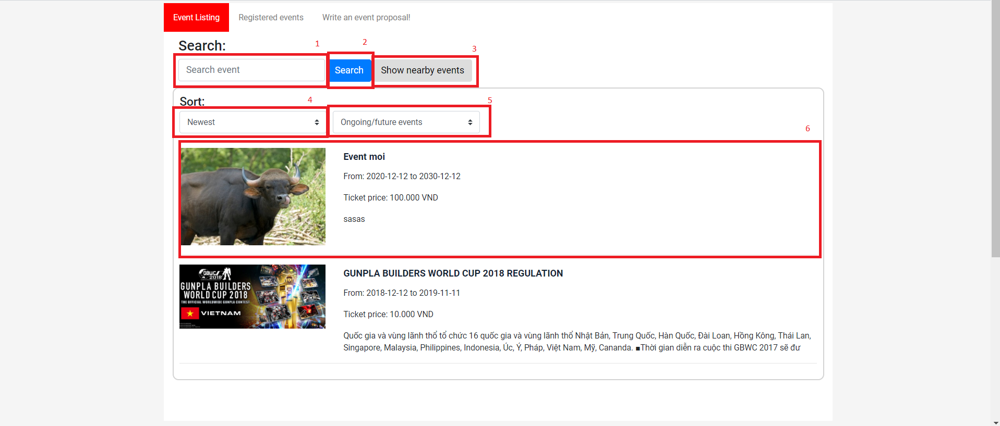 Event Listing Registered events Write an event proposal!
Search:
1 2 3
Search event Search Show nearby events
Sort:
4 5
Newest Ongoing/future events
6
Event moi
From: 2020-12-12 to 2030-12-12
Ticket price: 100.000 VND
sasas
GBWC
2018
GUNPLA BUILDERS
WORLD CUP 2018
THE OFFICIAL WORLDWIDE GUNPLA CONTEST
VIETNAM
GUNPLA BUILDERS WORLD CUP 2018 REGULATION
From: 2018-12-12 to 2019-11-11
Ticket price: 10.000 VND
Quốc gia và vùng lãnh thổ tổ chức 16 quốc gia và vùng lãnh thổ Nhật Bản, Trung Quốc, Hàn Quốc, Đài Loan, Hồng Kông, Thái Lan,
Singapore, Malaysia, Philippines, Indonesia, Úc, Ý, Pháp, Việt Nam, Mỹ, Cananda. ■Thời gian diễn ra cuộc thi GBWC 2017 sẽ đư